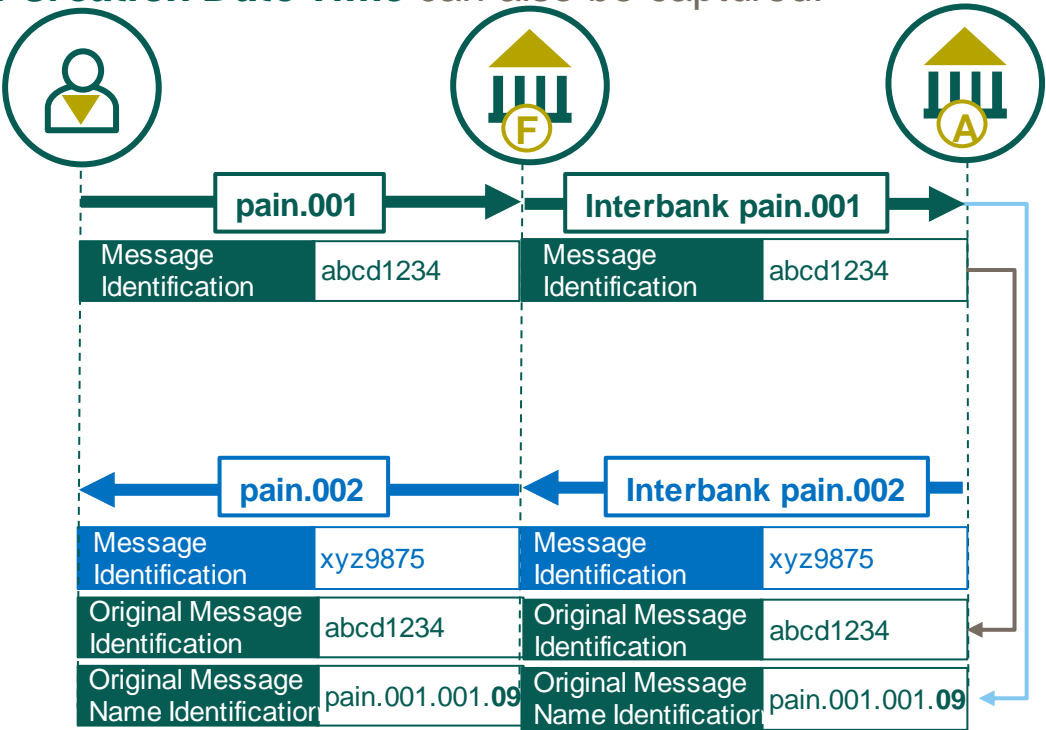 Creation Date Time can also be captured.
F
A
pain.001
Interbank pain.001
Message
Identification
abcd1234
Message
Identification
abcd1234
pain.002
Interbank pain.002
Message
Identification
xyz9875
Message
Identification
xyz9875
Original Message
Identification
abcd1234
Original Message
Identification
abcd1234
Original Message
Name Identification
pain.001.001.09
Original Message
Name Identification
pain.001.001.09